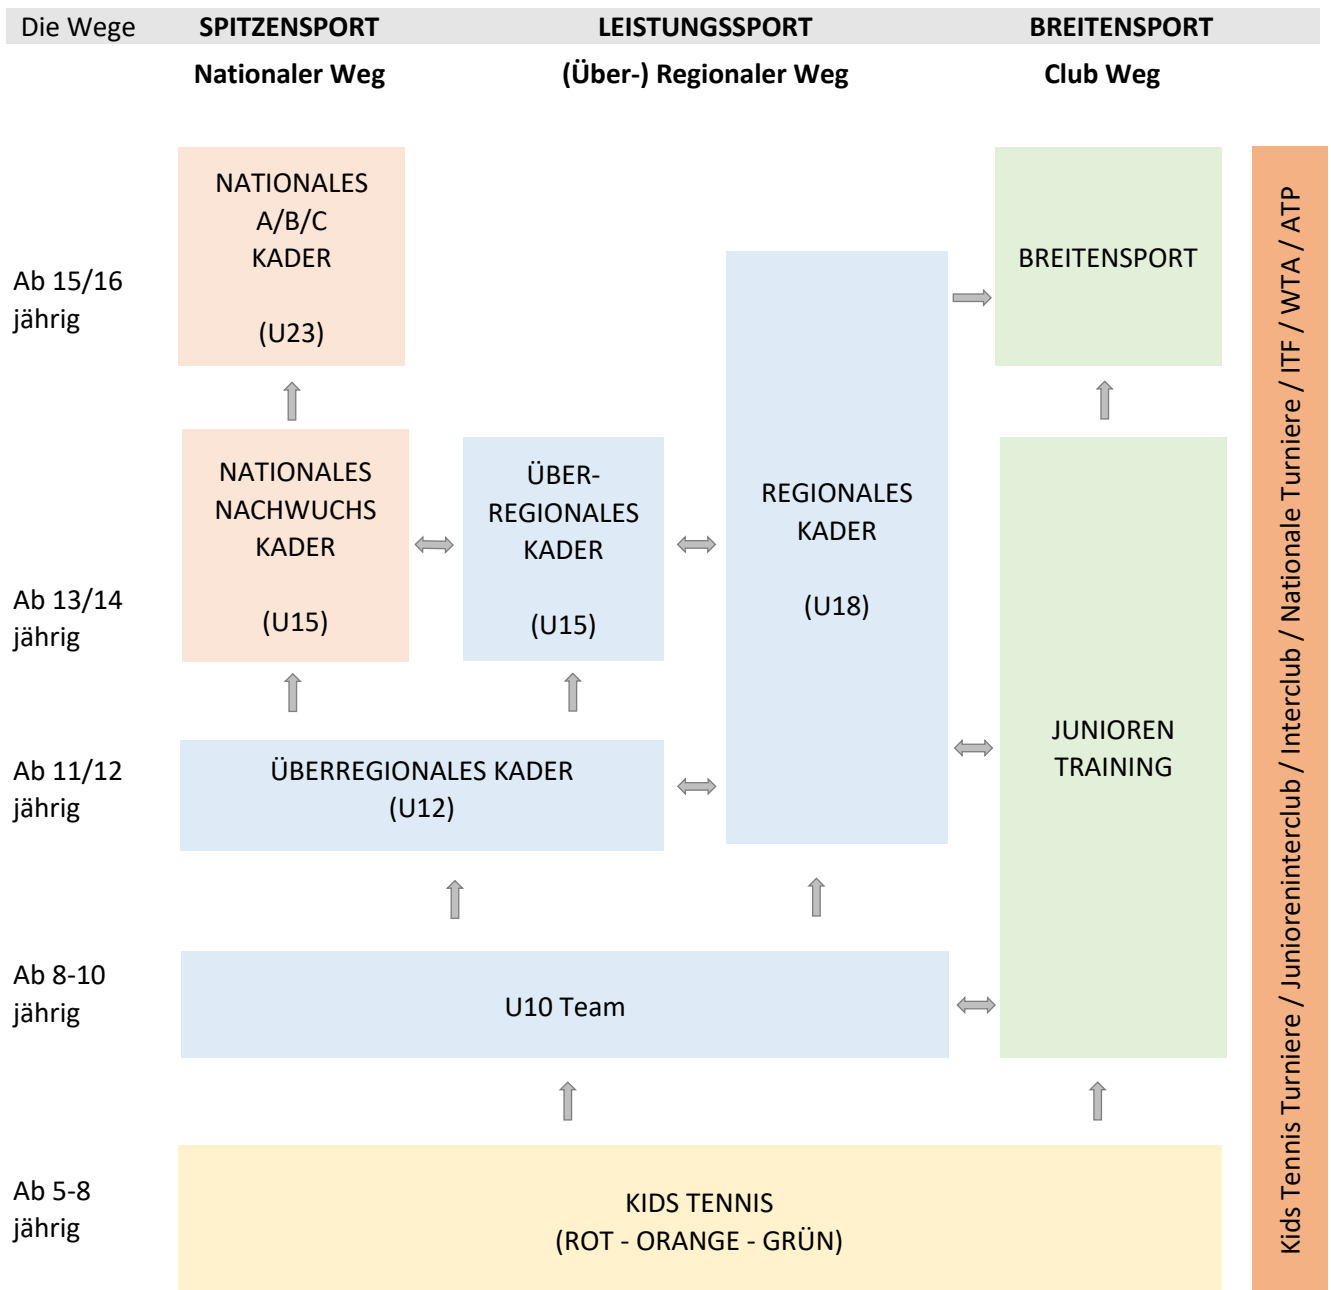 Die Wege SPITZENSPORT LEISTUNGSSPORT BREITENSPORT
Nationaler Weg (Über-) Regionaler Weg Club Weg
Ab 15/16
jährig
NATIONALES
A/B/C
KADER
(U23)
BREITENSPORT
Ab 13/14
jährig
NATIONALES
NACHWUCHS
KADER
(U15)
ÜBER-
REGIONALES
KADER
(U15)
REGIONALES
KADER
(U18)
Ab 11/12
jährig
ÜBERREGIONALES KADER
(U12)
JUNIOREN
TRAINING
Ab 8-10
jährig
U10 Team
Ab 5-8
jährig
KIDS TENNIS
(ROT - ORANGE - GRÜN)
Kids Tennis Turniere / Junioreninterclub / Interclub / Nationale Turniere / ITF / WTA / ATP